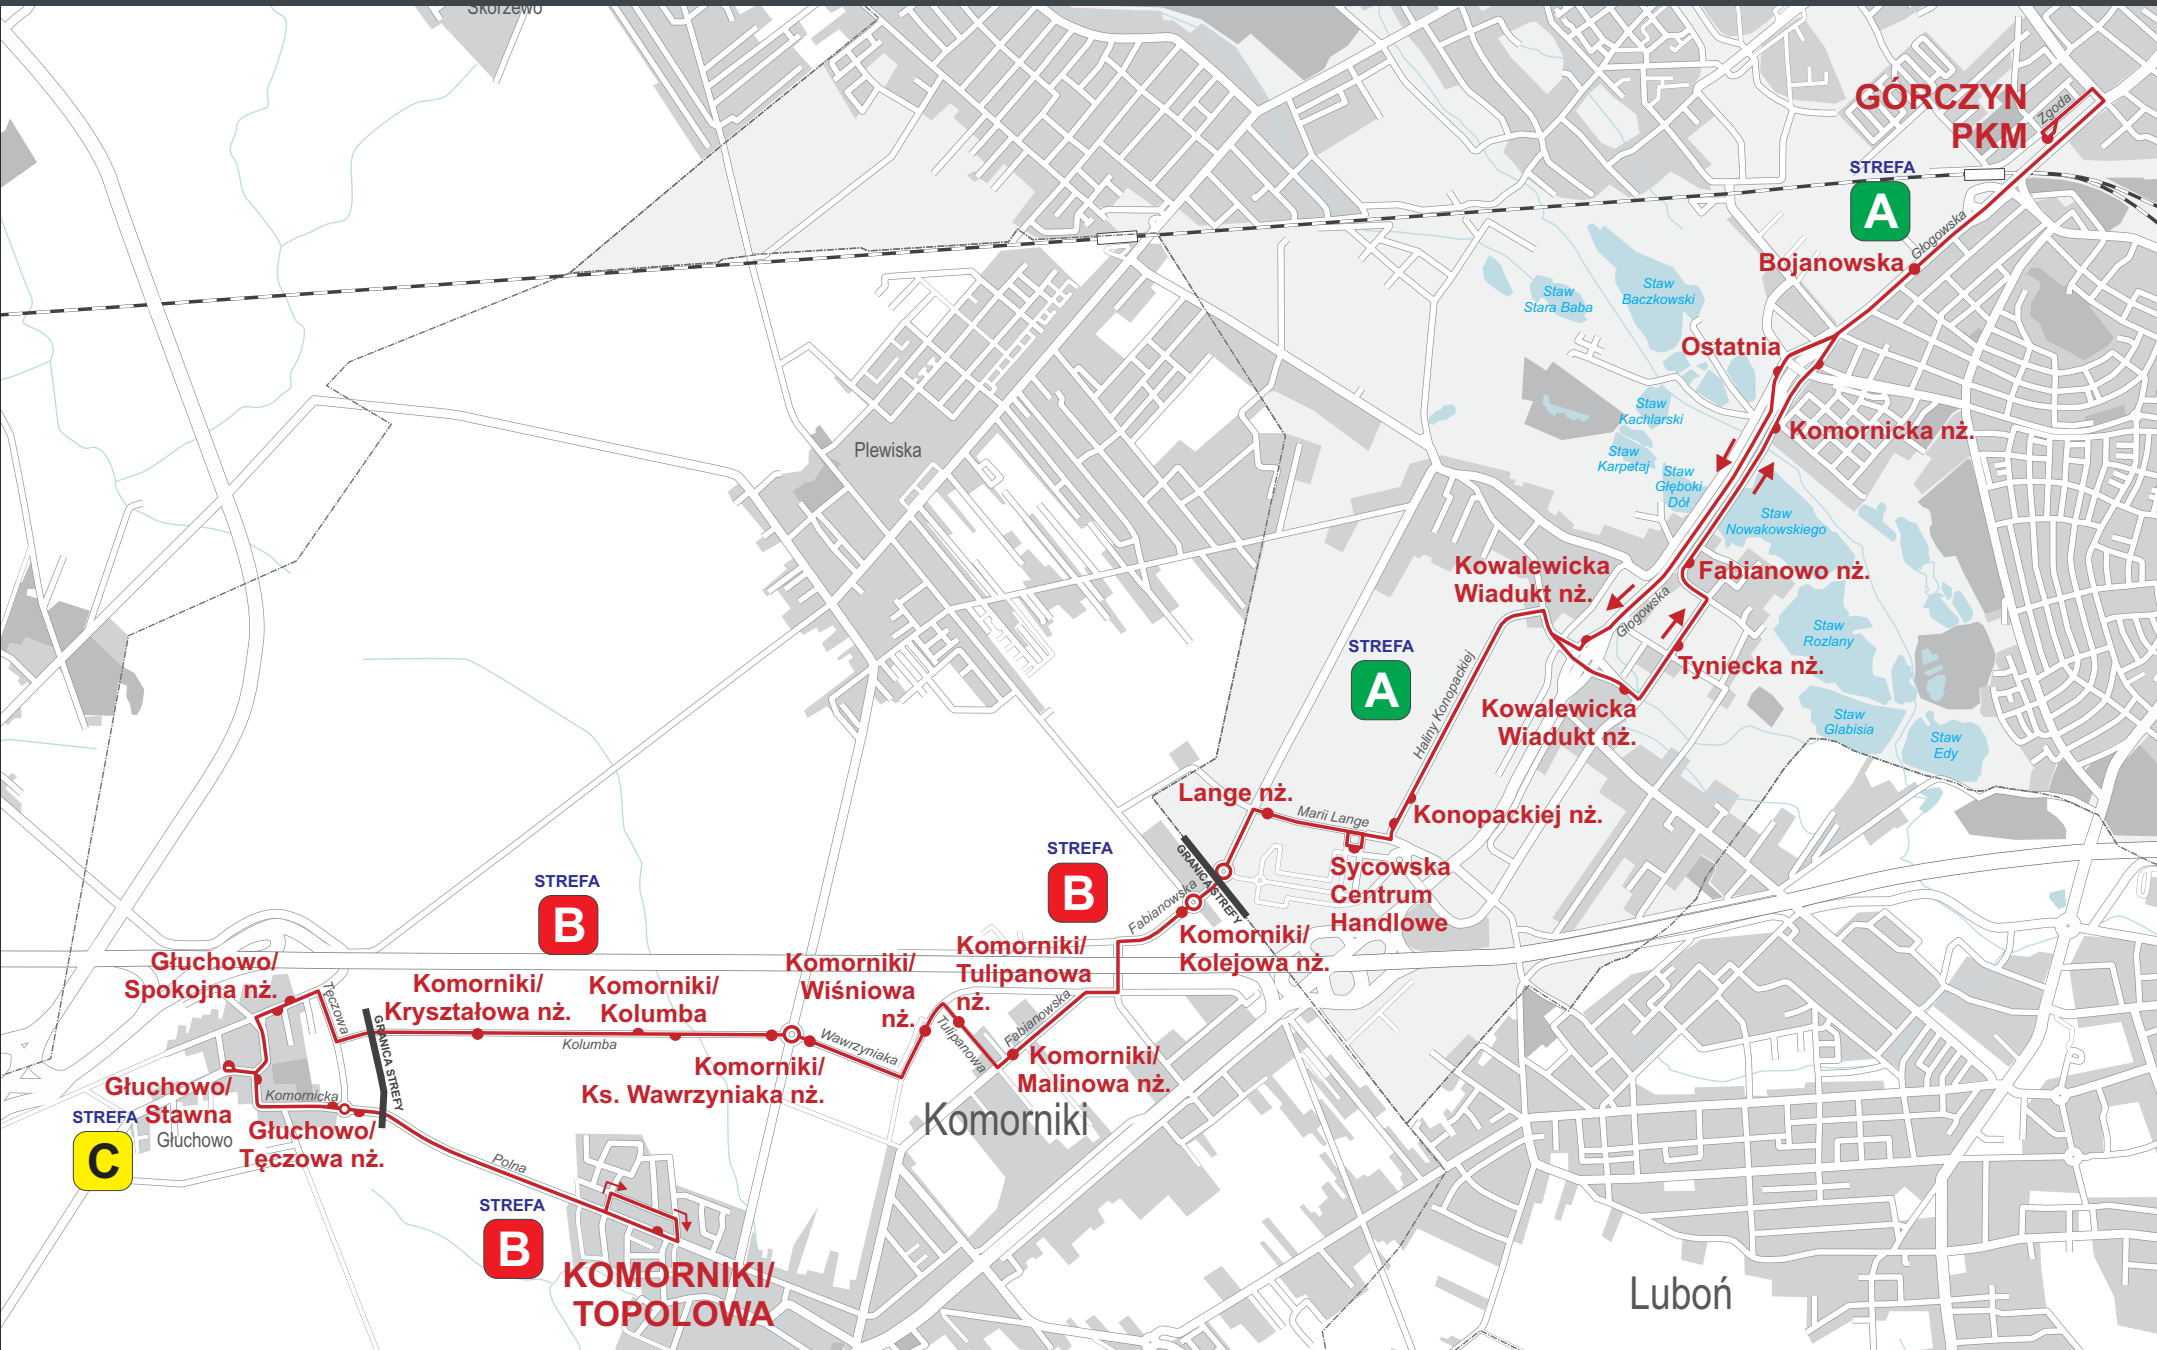 Skórzewo
GÓRCZYN
PKM
Zgoda
STREFA
A
Głogowska
Bojanowska
Staw
Stara Baba
Staw
Baczkowski
Ostatnia
Staw
Kachlarski
Komornicka nż.
Staw
Karpetaj
Staw
Głęboki
Dół
Staw
Nowakowskiego
Plewiska
Kowalewicka
Wiadukt nż.
Fabianowo nż.
Głogowska
Staw
Rozlany
STREFA
A
Haliny Konopackiej
Tyniecka nż.
Kowalewicka
Wiadukt nż.
Staw
Glabisia
Staw
Edy
Lange nż.
Marii Lange
Konopackiej nż.
GRANICA STREFY
Sycowska
Centrum
Handlowe
STREFA
B
Fabianowska
Komorniki/
Kolejowa nż.
STREFA
B
Komorniki/
Tulipanowa
nż.
Komorniki/
Wiśniowa
nż.
Głuchowo/
Spokojna nż.
Tęczowa
Komorniki/
Kryształowa nż.
Komorniki/
Kolumba
Kolumba
Wawrzyniaka
Tulipanowa
Fabianowska
Komorniki/
Malinowa nż.
Komorniki/
Ks. Wawrzyniaka nż.
GRANICA STREFY
Głuchowo/
Stawna
Komornicka
STREFA
C
Głuchowo
Głuchowo/
Tęczowa nż.
Komorniki
Polna
STREFA
B
KOMORNIKI/
TOPOLOWA
Luboń